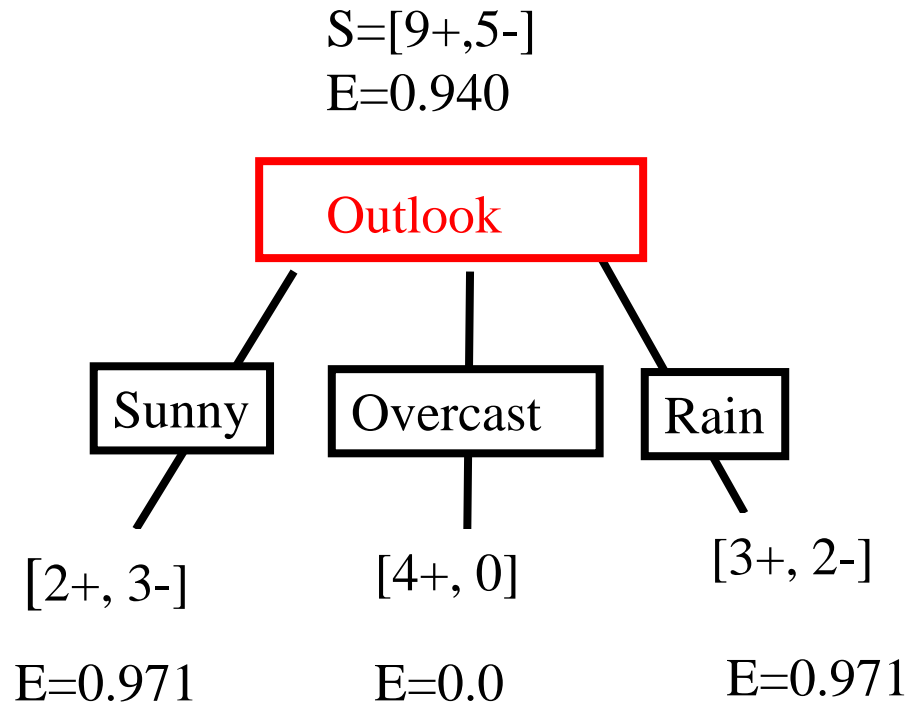 S=[9+,5-]
E=0.940
Outlook
Sunny
Overcast
Rain
[2+, 3-]
[4+, 0]
[3+, 2-]
E=0.971
E=0.0
E=0.971